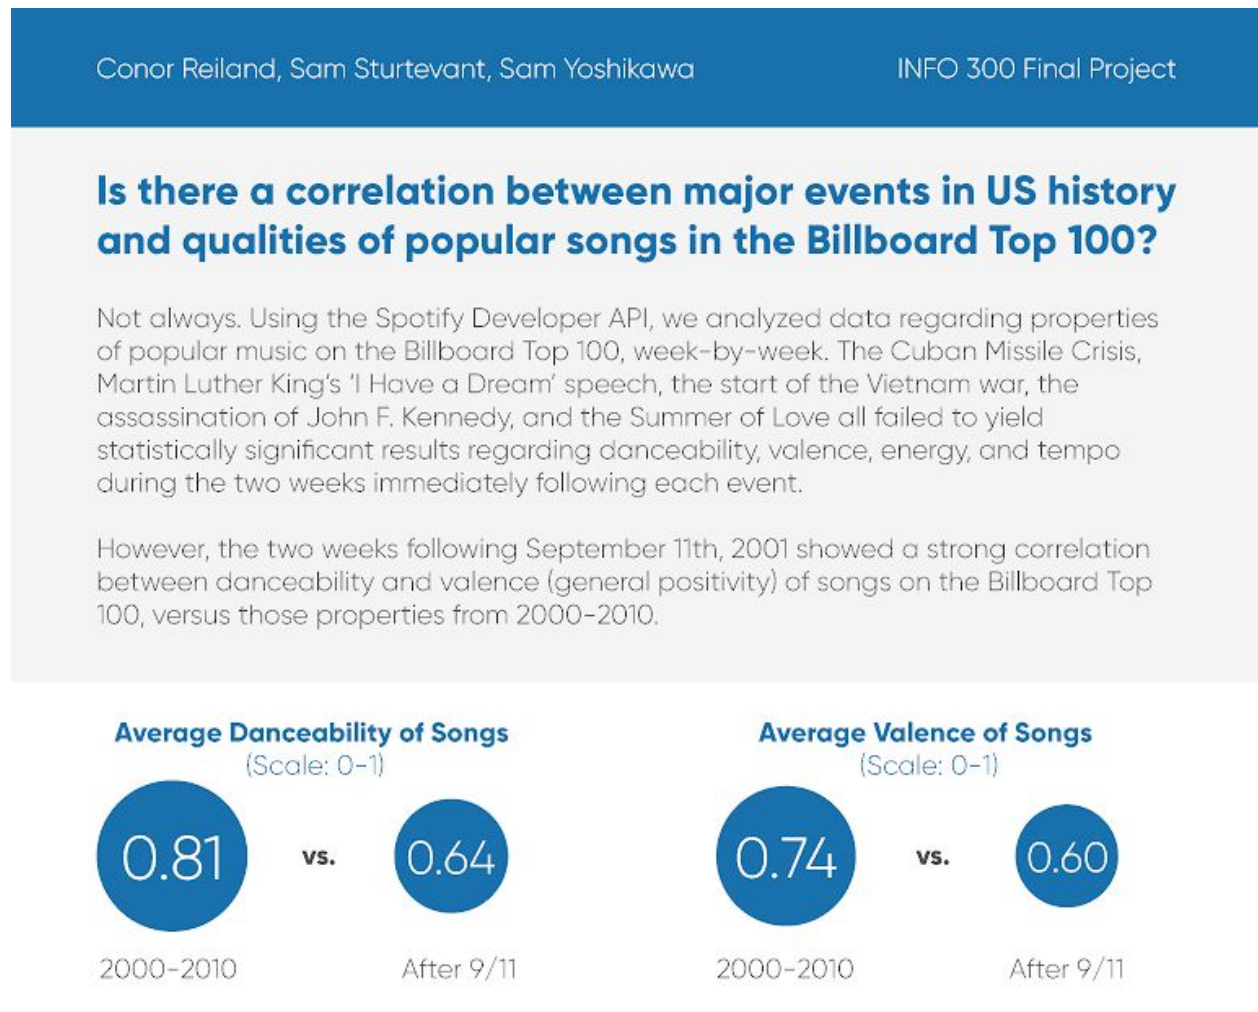 Conor Reiland, Sam Sturtevant, Sam Yoshikawa
INFO 300 Final Project
Is there a correlation between major events in US history
and qualities of popular songs in the Billboard Top 100?
Not always. Using the Spotify Developer API, we analyzed data regarding properties
of popular music on the Billboard Top 100, week-by-week. The Cuban Missile Crisis,
Martin Luther King's 'I Have a Dream' speech, the start of the Vietnam war, the
assassination of John F. Kennedy, and the Summer of Love all failed to yield
statistically significant results regarding danceability, valence, energy, and tempo
during the two weeks immediately following each event.
However, the two weeks following September 11th, 2001 showed a strong correlation
between danceability and valence (general positivity) of songs on the Billboard Top
100, versus those properties from 2000-2010.
Average Danceability of Songs
(Scale: 0-1)
0.81
vs.
0.64
2000-2010
After 9/11
Average Valence of Songs
(Scale: 0-1)
0.74
vs.
0.60
2000-2010
After 9/11